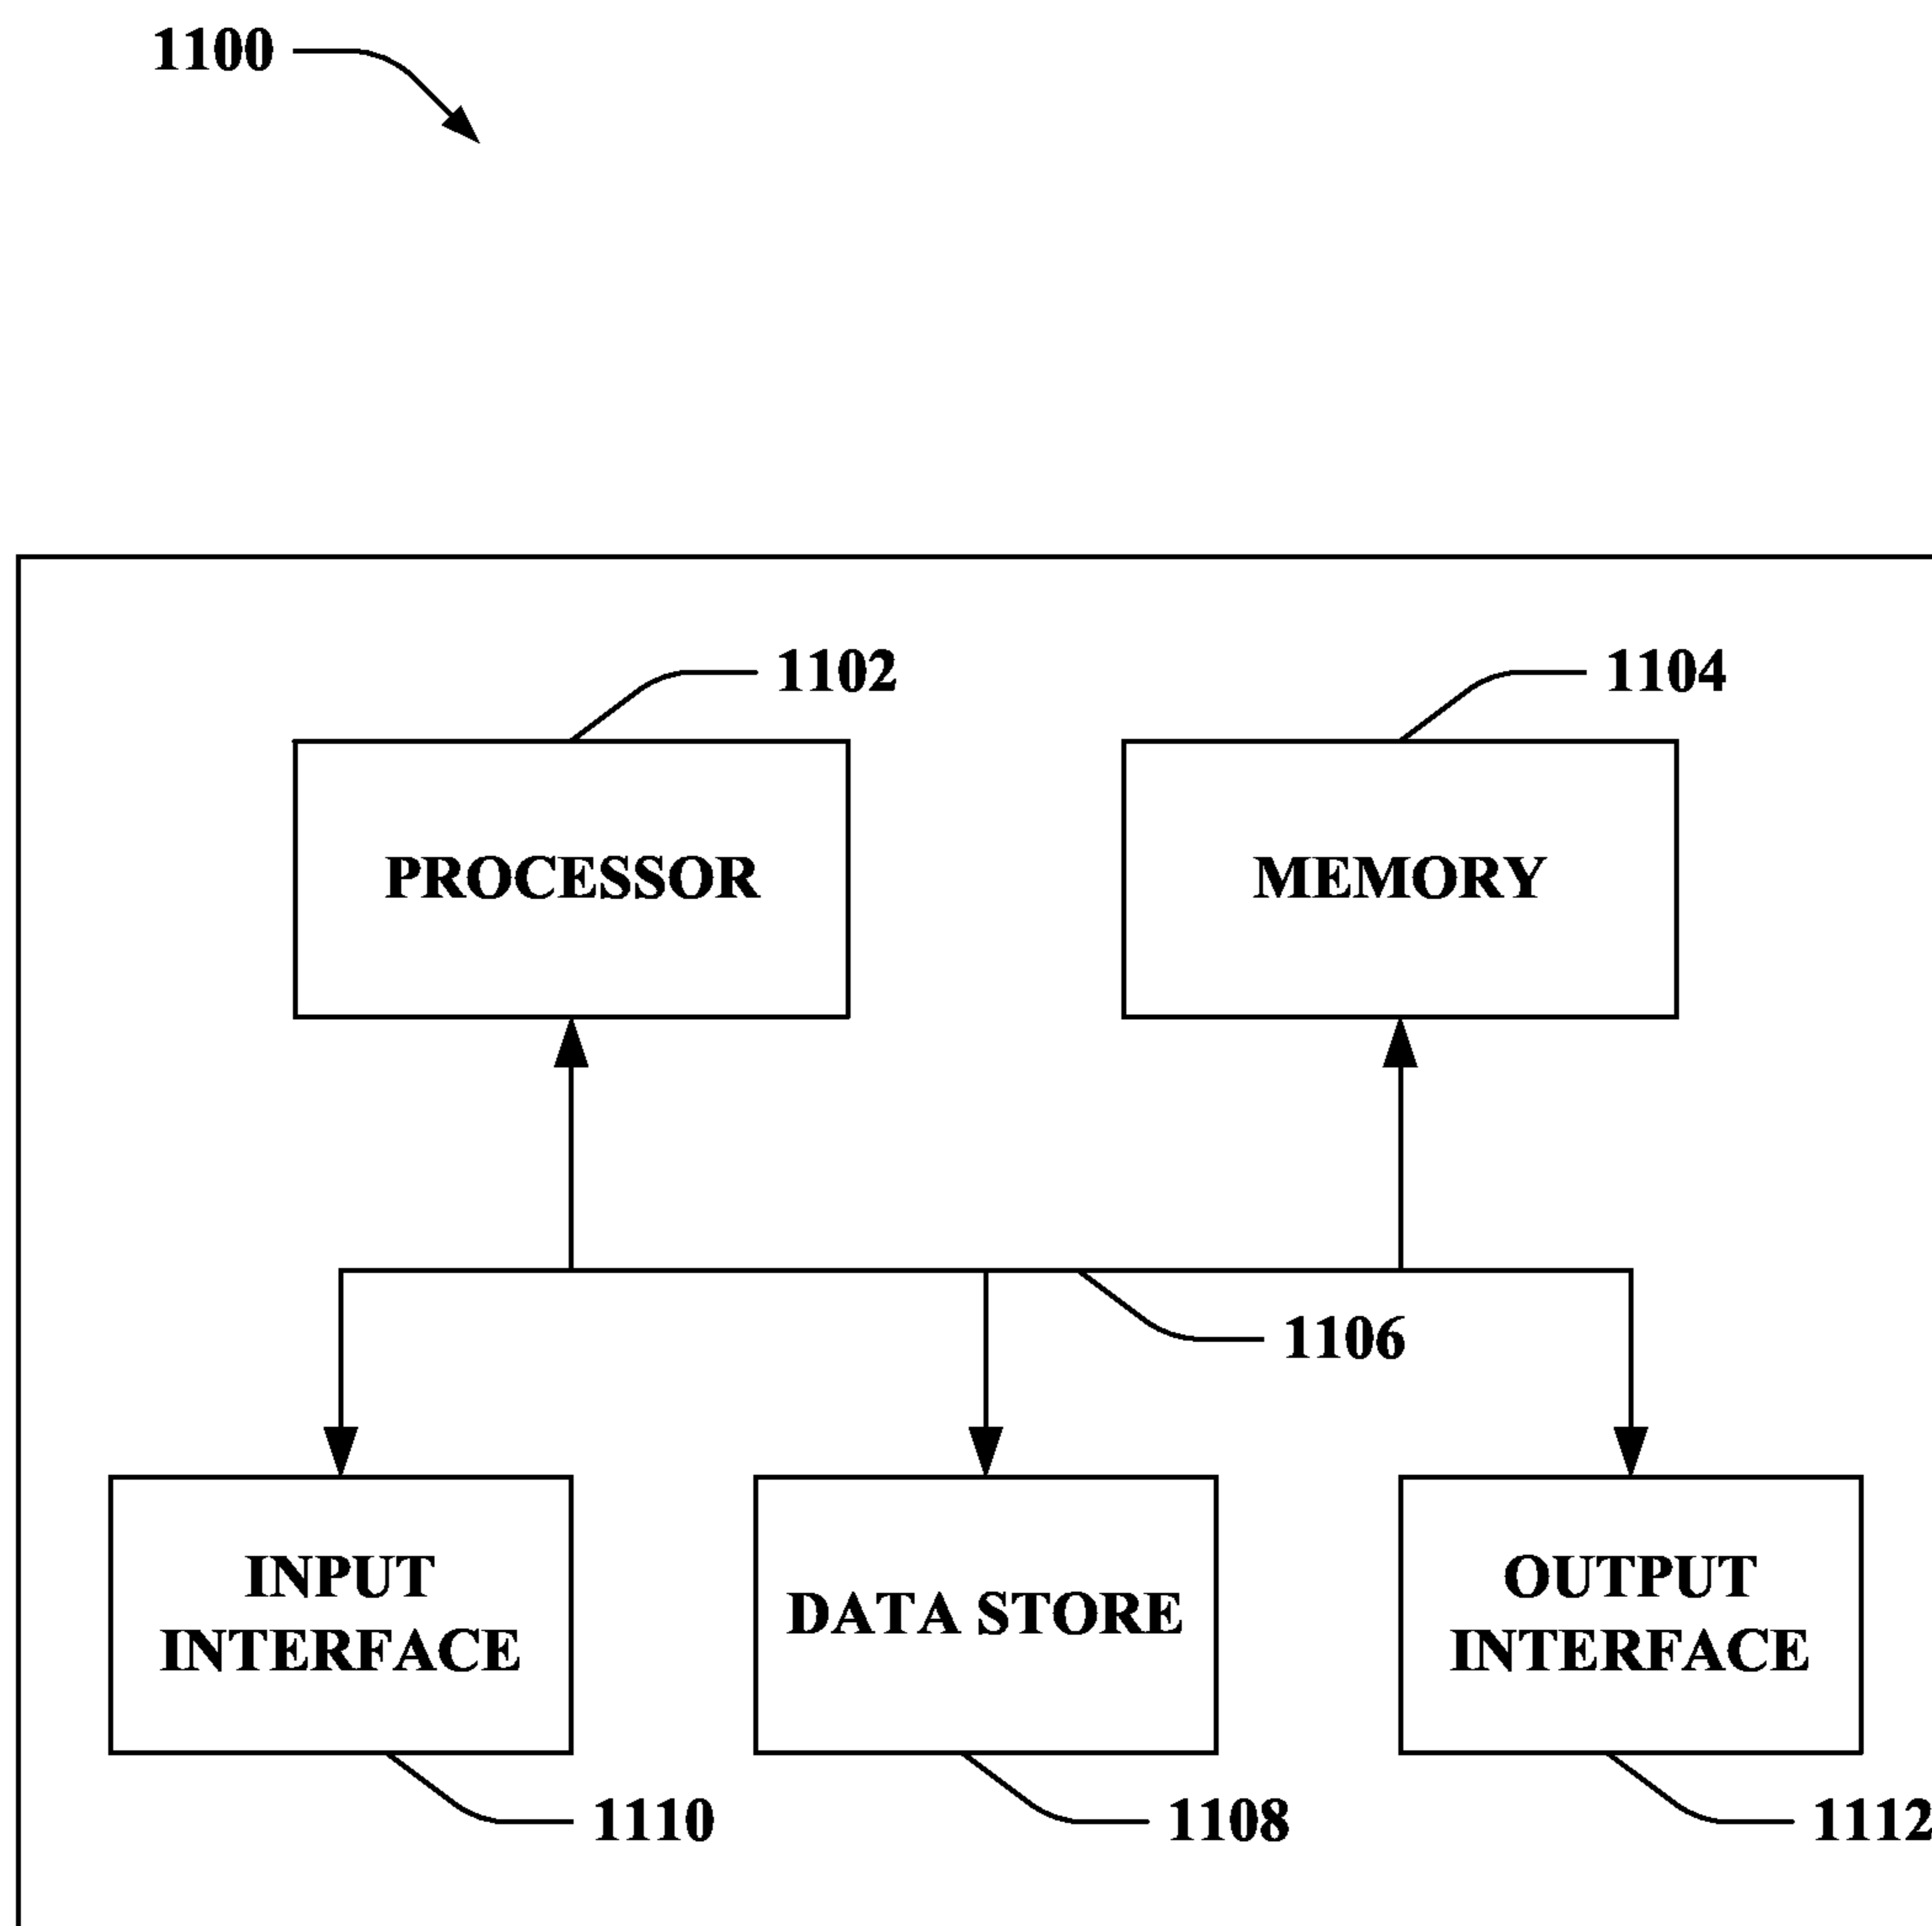 1100
1102
1104
PROCESSOR
MEMORY
1106
INPUT
INTERFACE
DATA STORE
OUTPUT
INTERFACE
1110
1108
1112